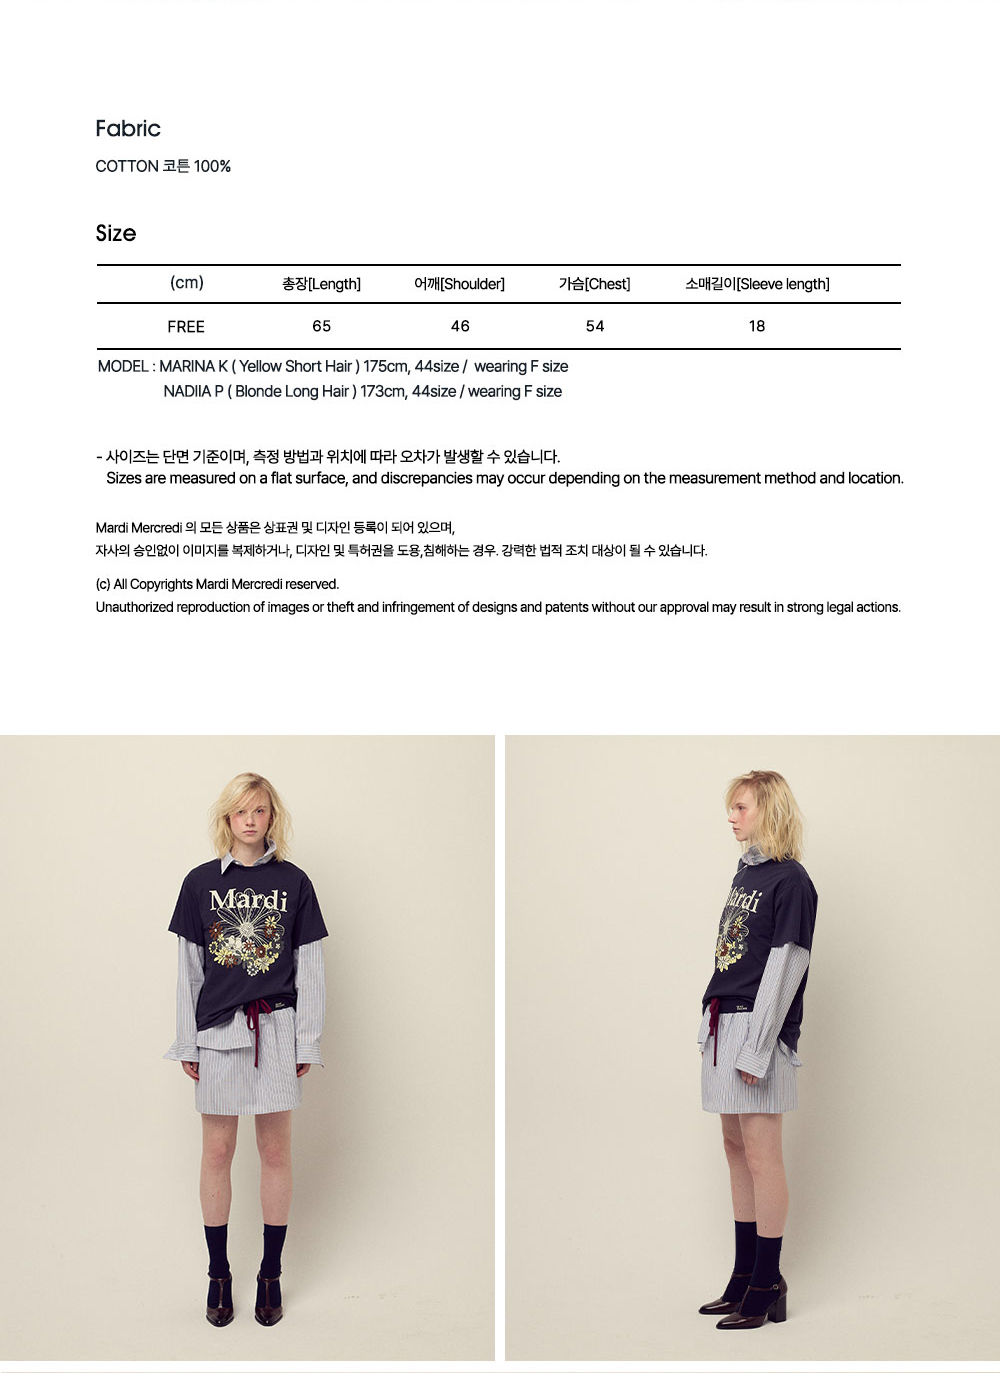 Fabric
COTTON 코튼 100%
Size
(cm) 총장[Length] 어깨[Shoulder] 가슴[Chest] 소매길이[Sleeve length]
FREE 65 46 54 18
MODEL : MARINA K ( Yellow Short Hair ) 175cm, 44size / wearing F size
NADIIA P ( Blonde Long Hair ) 173cm, 44size / wearing F size
- 사이즈는 단면 기준이며, 측정 방법과 위치에 따라 오차가 발생할 수 있습니다.
Sizes are measured on a flat surface, and discrepancies may occur depending on the measurement method and location.
Mardi Mercredi 의 모든 상품은 상표권 및 디자인 등록이 되어 있으며,
자사의 승인없이 이미지를 복제하거나, 디자인 및 특허권을 도용,침해하는 경우. 강력한 법적 조치 대상이 될 수 있습니다.
(c) All Copyrights Mardi Mercredi reserved.
Unauthorized reproduction of images or theft and infringement of designs and patents without our approval may result in strong legal actions.
Mardi